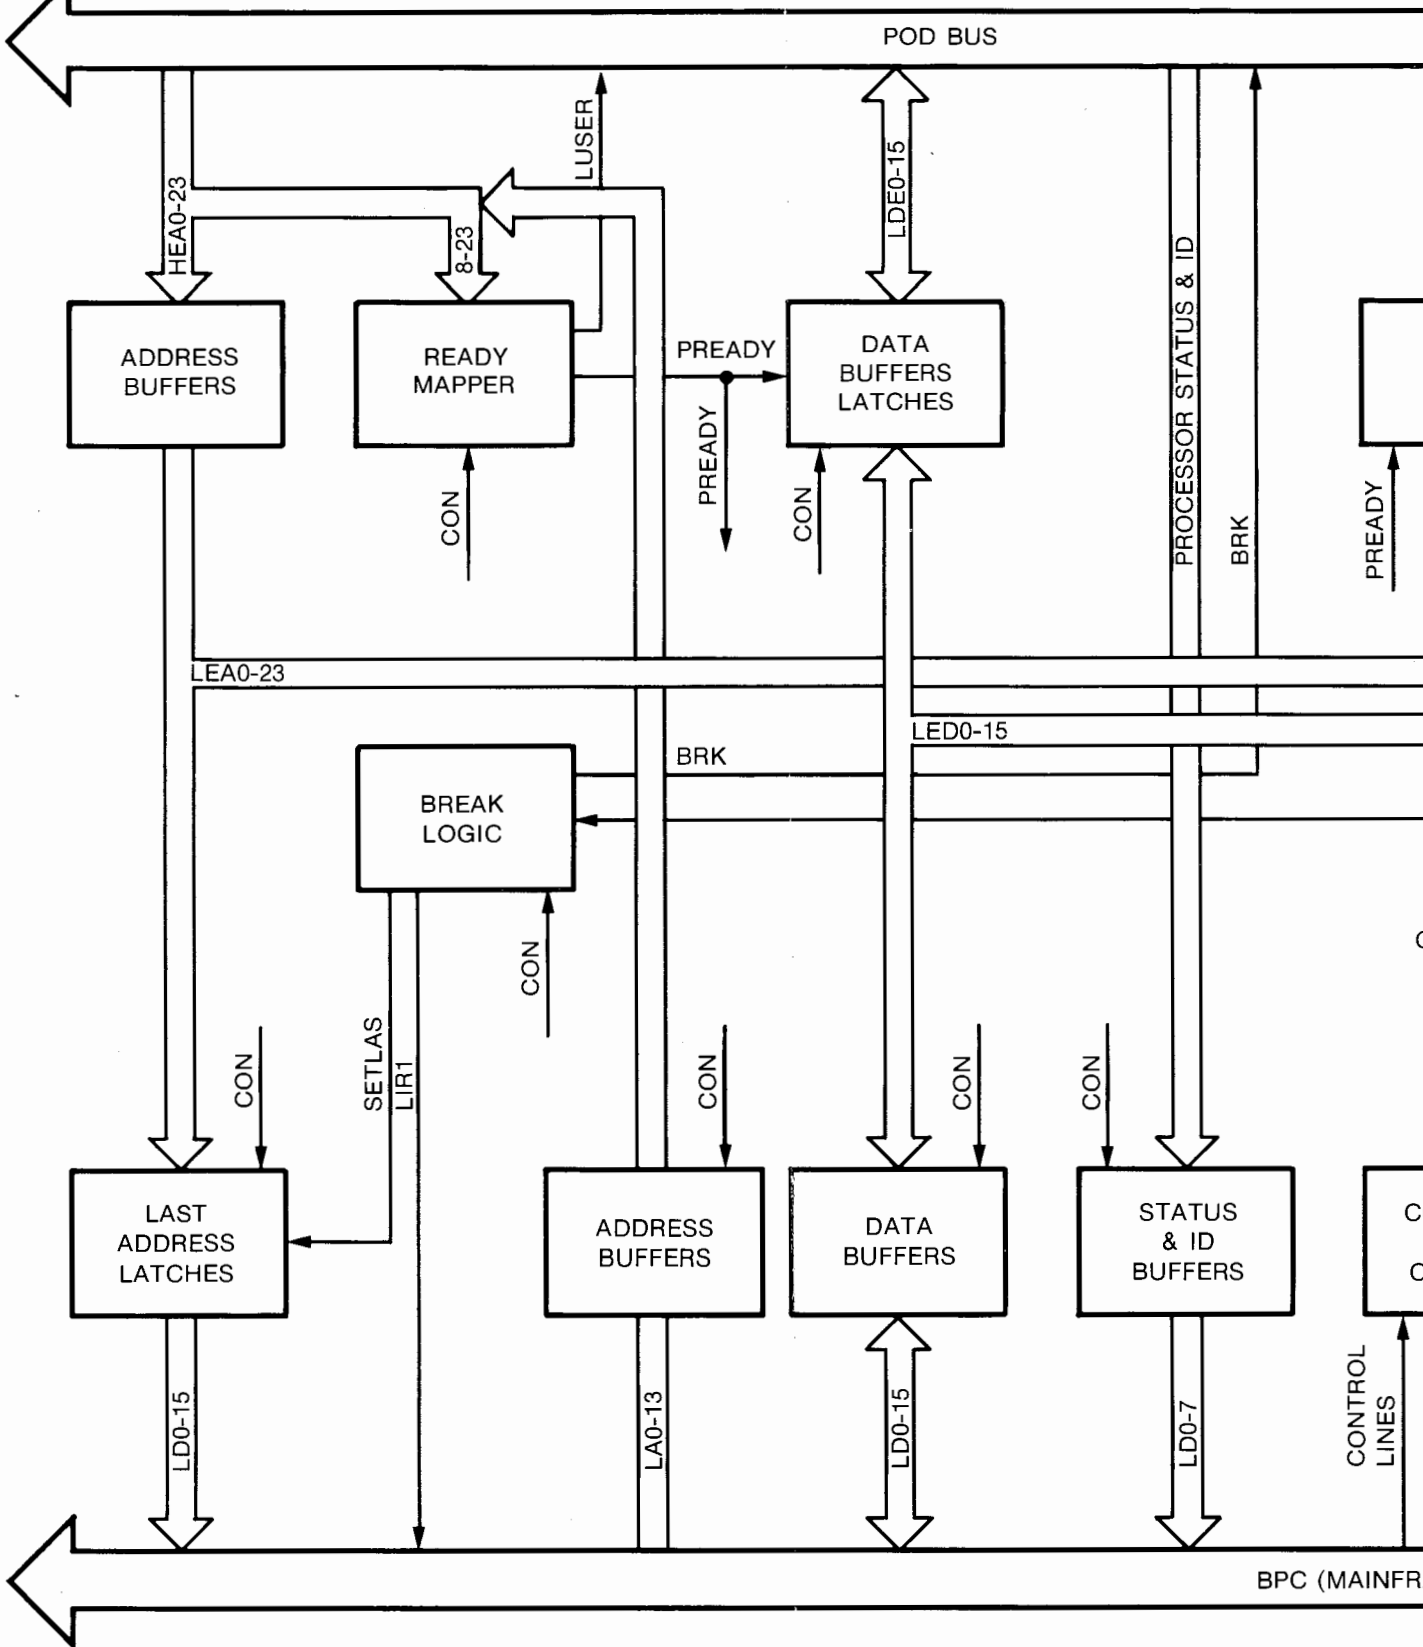 POD BUS
LUSER
HEA0-23
8-23
LDE0-15
PROCESSOR STATUS & ID
BRK
ADDRESS
BUFFERS
READY
MAPPER
PREADY
PREADY
DATA
BUFFERS
LATCHES
CON
CON
PREADY
LEA0-23
LED0-15
BRK
BREAK
LOGIC
CON
SETLAS
LIR1
CON
CON
CON
CON
LAST
ADDRESS
LATCHES
ADDRESS
BUFFERS
DATA
BUFFERS
STATUS
& ID
BUFFERS
LD0-15
LA0-13
LD0-15
LD0-7
CONTROL
LINES
BPC (MAINFR